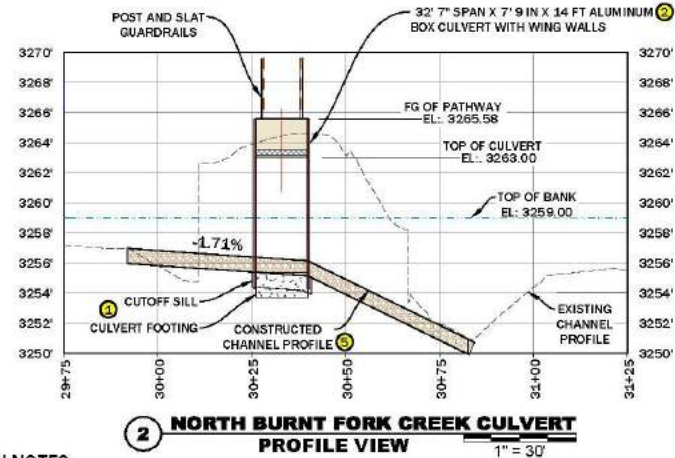 POST AND SLAT
GUARDRAILS
32' 7" SPAN X 7' 9 IN X 14 FT ALUMINUM 2
BOX CULVERT WITH WING WALLS
3270'
3268'
3266'
3264'
3262'
3260'
3258'
3256'
3254'
3252'
3250'
FG OF PATHWAY
EL:. 3265.58
TOP OF CULVERT
EL:. 3263.00
TOP OF BANK
EL: 3259.00
-1.71%
1 CUTOFF SILL
CULVERT FOOTING
CONSTRUCTED
CHANNEL PROFILE 5
EXISTING
CHANNEL
PROFILE
3270'
3268'
3266'
3264'
3262'
3260'
3258'
3256'
3254'
3252'
3250'
29+75
30+00
30+25
30+50
30+75
31+00
31+25
2 NORTH BURNT FORK CREEK CULVERT
PROFILE VIEW
1" = 30'